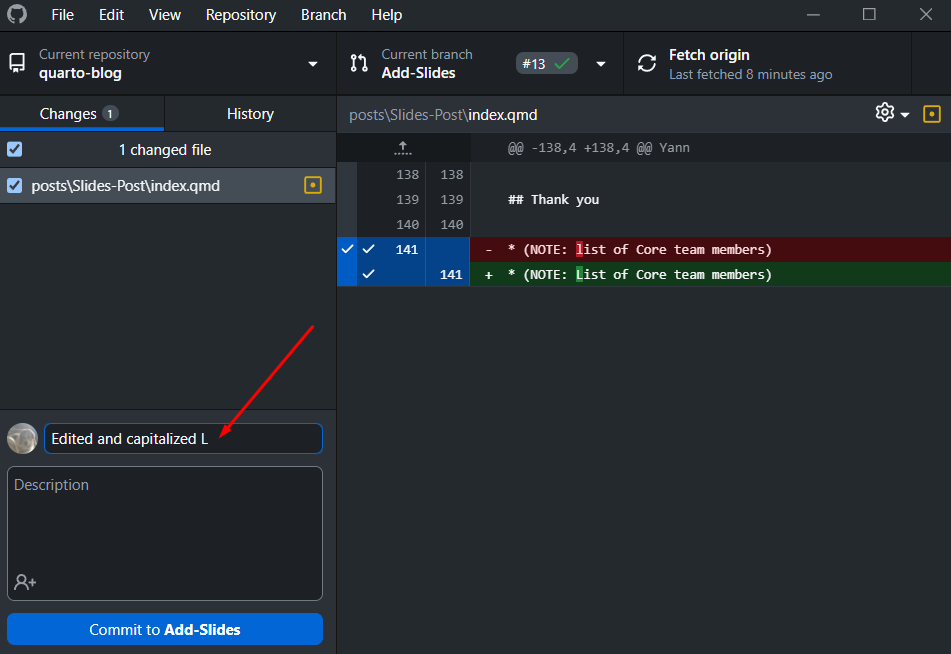 File Edit View Repository Branch Help
Current repository
quarto-blog
Current branch
Add-Slides
#13
Fetch origin
Last fetched 8 minutes ago
Changes 1 History
posts\Slides-Post\index.qmd
1 changed file
posts\Slides-Post\index.qmd
@@ -138,4 +138,4 @@ Yann
138 138
139 139 ## Thank you
140 140
141 - * (NOTE: list of Core team members)
141 + * (NOTE: List of Core team members)
Edited and capitalized L
Description
Commit to Add-Slides